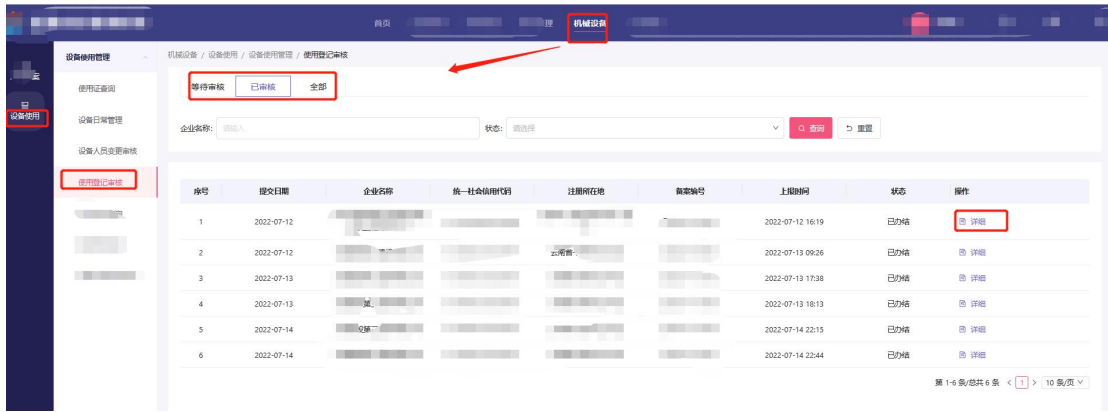 首页 理 机械设备
设备使用管理 机械设备 / 设备使用 / 设备使用管理 / 使用登记审核
设备使用
使用证查询
设备日常管理
设备人员变更审核
使用登记审核
等待审核 已审核 全部
企业名称: 请输入 状态: 请选择 查询 重置
序号 提交日期 企业名称 统一社会信用代码 注册所在地 备案编号 上报时间 状态 操作
1 2022-07-12 2022-07-12 16:19 已办结 详细
2 2022-07-12 2022-07-13 09:26 已办结 详细
3 2022-07-13 2022-07-13 17:38 已办结 详细
4 2022-07-13 第 2022-07-13 18:13 已办结 详细
5 2022-07-14 2022-07-14 22:15 已办结 详细
6 2022-07-14 2022-07-14 22:44 已办结 详细
第 1-6 条/总共 6 条 < 1 > 10 条/页